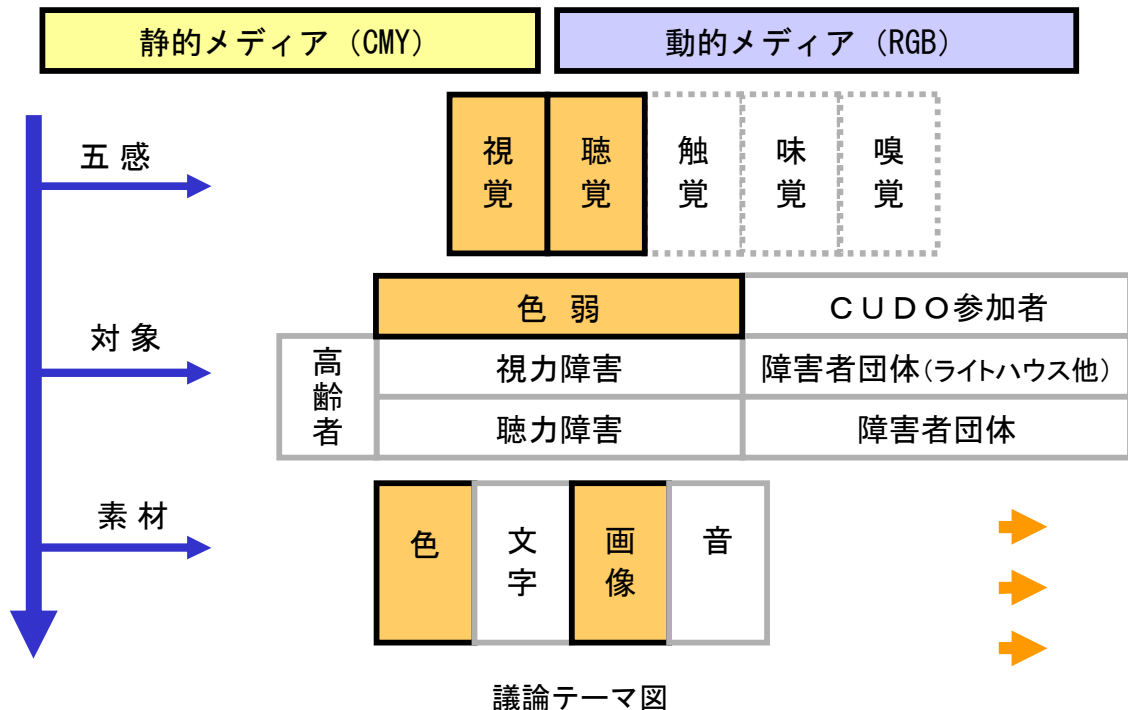 静的メディア（CMY）
動的メディア（RGB）
五 感
視覚
聴覚
触覚
味覚
嗅覚
対 象
色 弱
ＣＵＤＯ参加者
高齢者
視力障害
障害者団体（ライトハウス他）
聴力障害
障害者団体
素 材
色
文字
画像
音
議論テーマ図